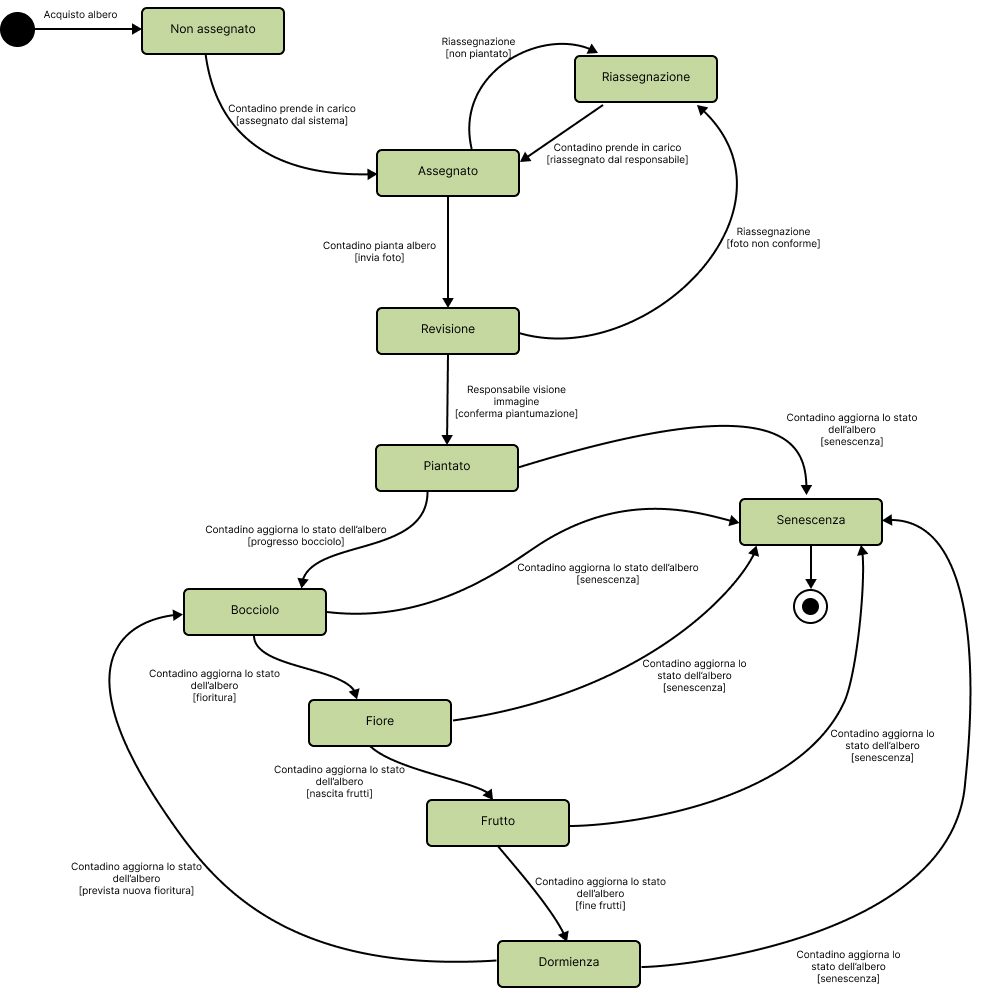 Acquisto albero
Non assegnato
Riassegnazione
[non piantato]
Riassegnazione
Contadino prende in carico
[assegnato dal sistema]
Contadino prende in carico
[riassegnato dal responsabile]
Assegnato
Riassegnazione
[foto non conforme]
Contadino pianta albero
[invia foto]
Revisione
Responsabile visione
immagine
[conferma piantumazione]
Contadino aggiorna lo stato
dell'albero
[senescenza]
Piantato
Senescenza
Contadino aggiorna lo stato dell'albero
[progresso bocciolo]
Contadino aggiorna lo stato dell'albero
[senescenza]
Bocciolo
Contadino aggiorna lo stato
dell'albero
[fioritura]
Contadino aggiorna lo
stato dell'albero
[senescenza]
Fiore
Contadino aggiorna lo
stato dell'albero
[senescenza]
Contadino aggiorna lo stato
dell'albero
[nascita frutti]
Frutto
Contadino aggiorna lo stato
dell'albero
[prevista nuova fioritura]
Contadino aggiorna lo stato
dell'albero
[fine frutti]
Dormienza
Contadino aggiorna lo
stato dell'albero
[senescenza]